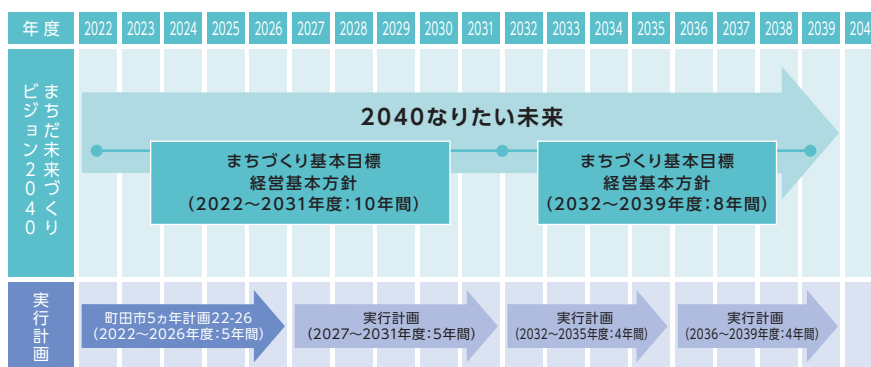 年度 2022 2023 2024 2025 2026 2027 2028 2029 2030 2031 2032 2033 2034 2035 2036 2037 2038 2039 204
まちだ未来づくり
ビジョン2040
2040なりたい未来
まちづくり基本目標
経営基本方針
(2022～2031年度:10年間)
まちづくり基本目標
経営基本方針
(2032～2039年度:8年間)
実行計画
町田市5ヵ年計画22-26
(2022～2026年度:5年間)
実行計画
(2027～2031年度:5年間)
実行計画
(2032～2035年度:4年間)
実行計画
(2036～2039年度:4年間)